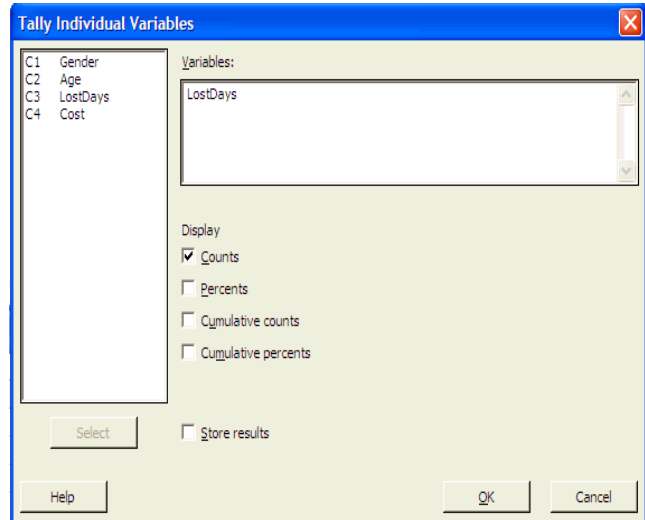 Tally Individual Variables
C1 Gender
C2 Age
C3 LostDays
C4 Cost
Variables:
LostDays
Display
Counts
Percents
Cumulative counts
Cumulative percents
Select
Store results
Help
OK
Cancel